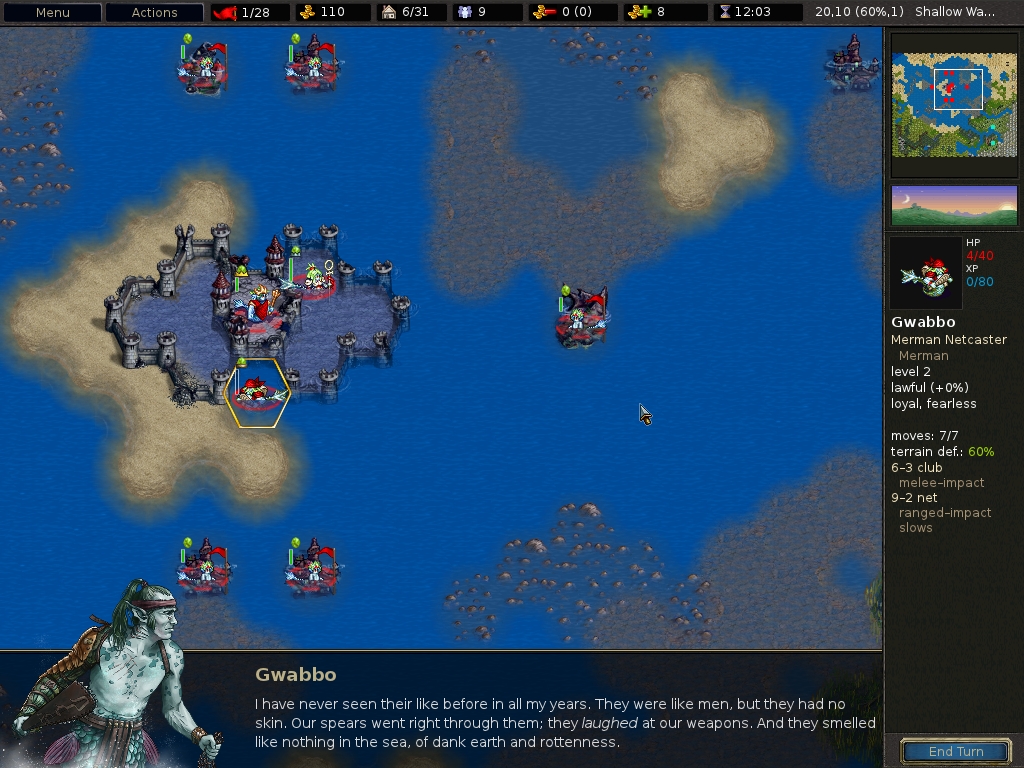 Menu Actions 1/28 110 6/31 9 0 (0) 8 12:03 20,10 (60%,1) Shallow Wa...
HP
4/40
XP
0/80
Gwabbo
Merman Netcaster
Merman
level 2
lawful (+0%)
loyal, fearless
moves: 7/7
terrain def.: 60%
6–3 club
melee–impact
9–2 net
ranged–impact
slows
Gwabbo
I have never seen their like before in all my years. They were like men, but they had no
skin. Our spears went right through them; they laughed at our weapons. And they smelled
like nothing in the sea, of dank earth and rottenness.
End Turn